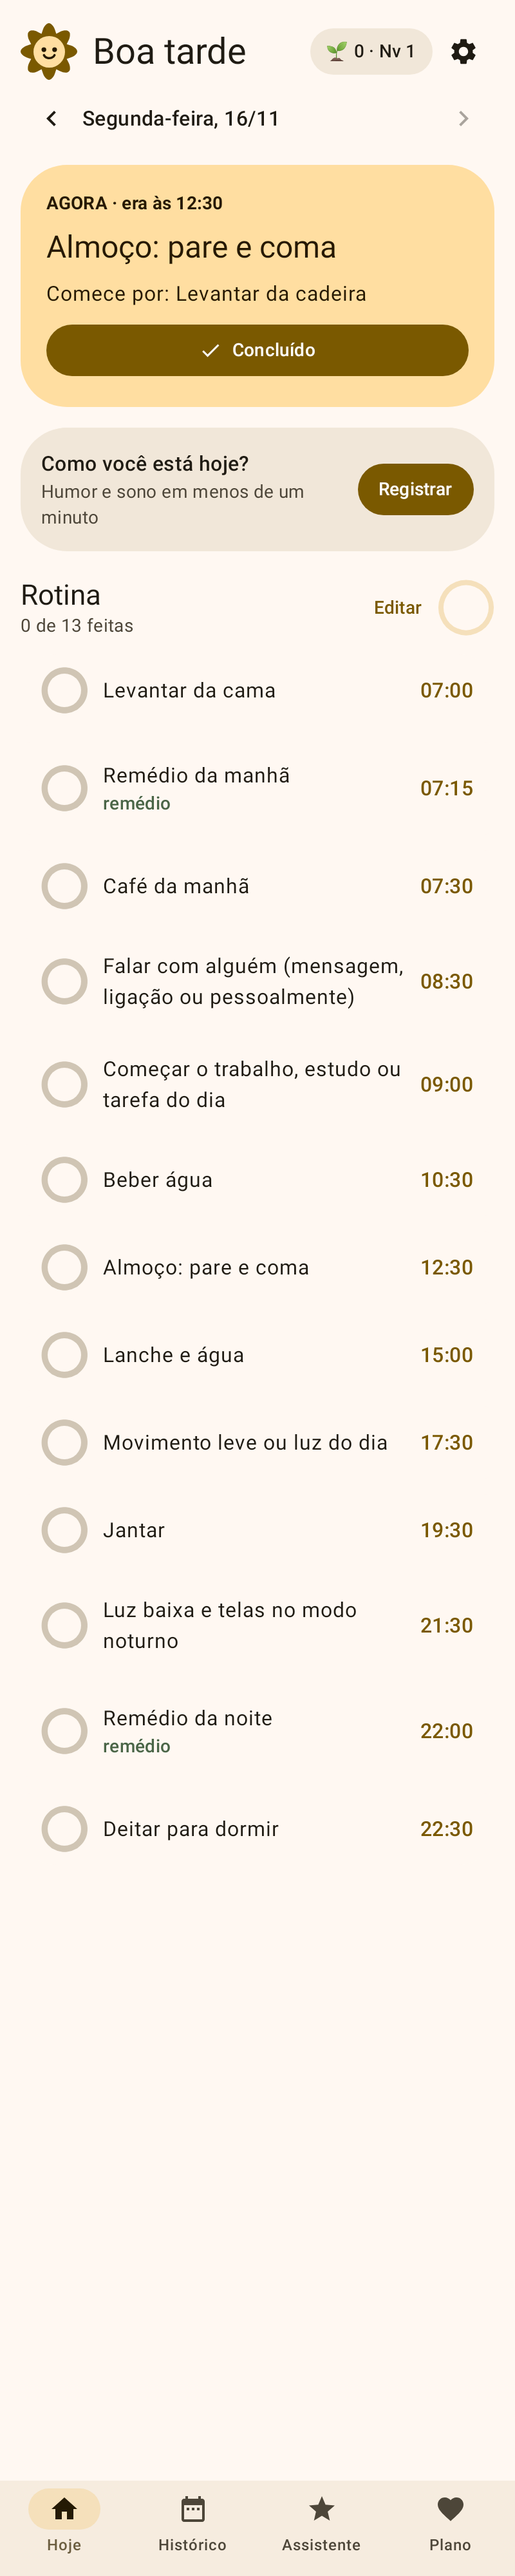 Boa tarde
🌱 0 · Nv 1
Segunda-feira, 16/11
AGORA · era às 12:30
Almoço: pare e coma
Comece por: Levantar da cadeira
Concluído
Como você está hoje?
Humor e sono em menos de um
minuto
Registrar
Rotina
0 de 13 feitas
Editar
Levantar da cama
07:00
Remédio da manhã
remédio
07:15
Café da manhã
07:30
Falar com alguém (mensagem,
ligação ou pessoalmente)
08:30
Começar o trabalho, estudo ou
tarefa do dia
09:00
Beber água
10:30
Almoço: pare e coma
12:30
Lanche e água
15:00
Movimento leve ou luz do dia
17:30
Jantar
19:30
Luz baixa e telas no modo
noturno
21:30
Remédio da noite
remédio
22:00
Deitar para dormir
22:30
Hoje
Histórico
Assistente
Plano